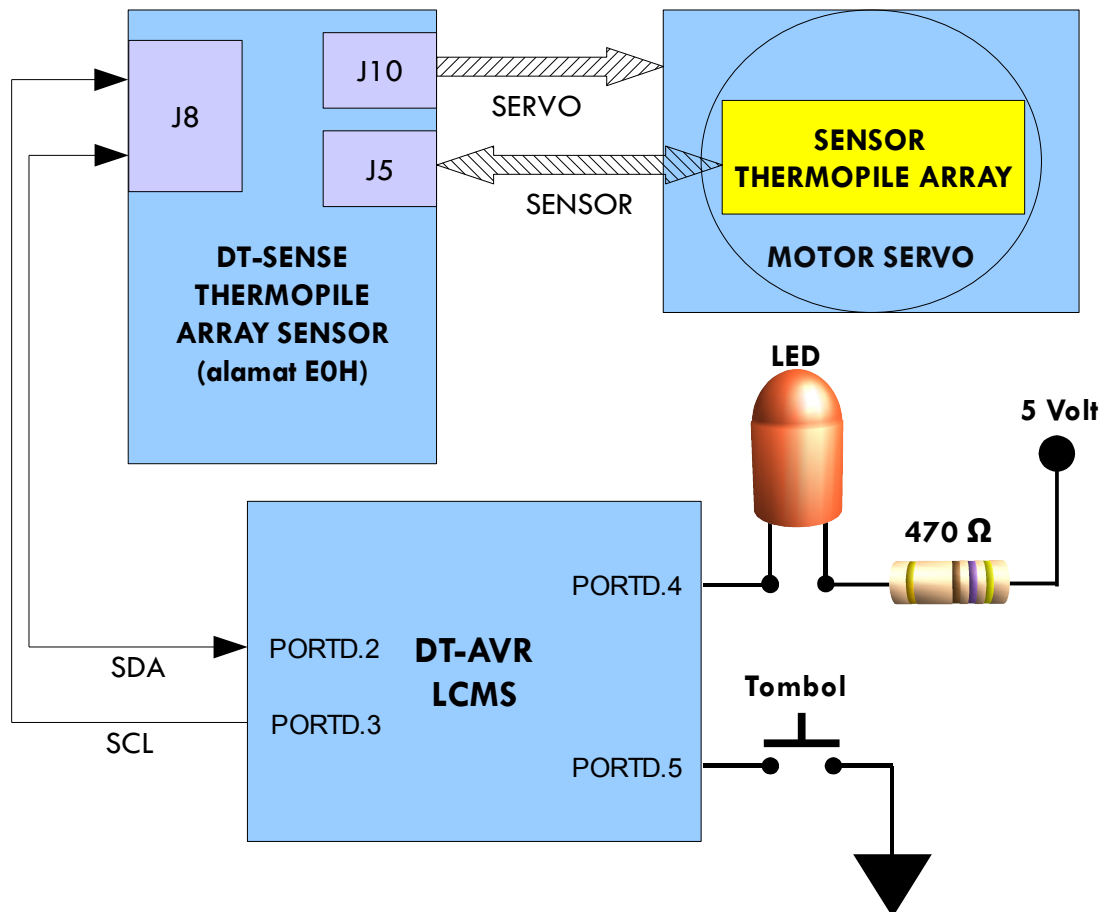 J10
J8
SERVO
J5
SENSOR
DT-SENSE
THERMOPILE
ARRAY SENSOR
(alamat E0H)
SENSOR
THERMOPILE ARRAY
MOTOR SERVO
LED
5 Volt
470 Ω
PORTD.4
SDA
PORTD.2
DT-AVR
LCMS
SCL
PORTD.3
Tombol
PORTD.5